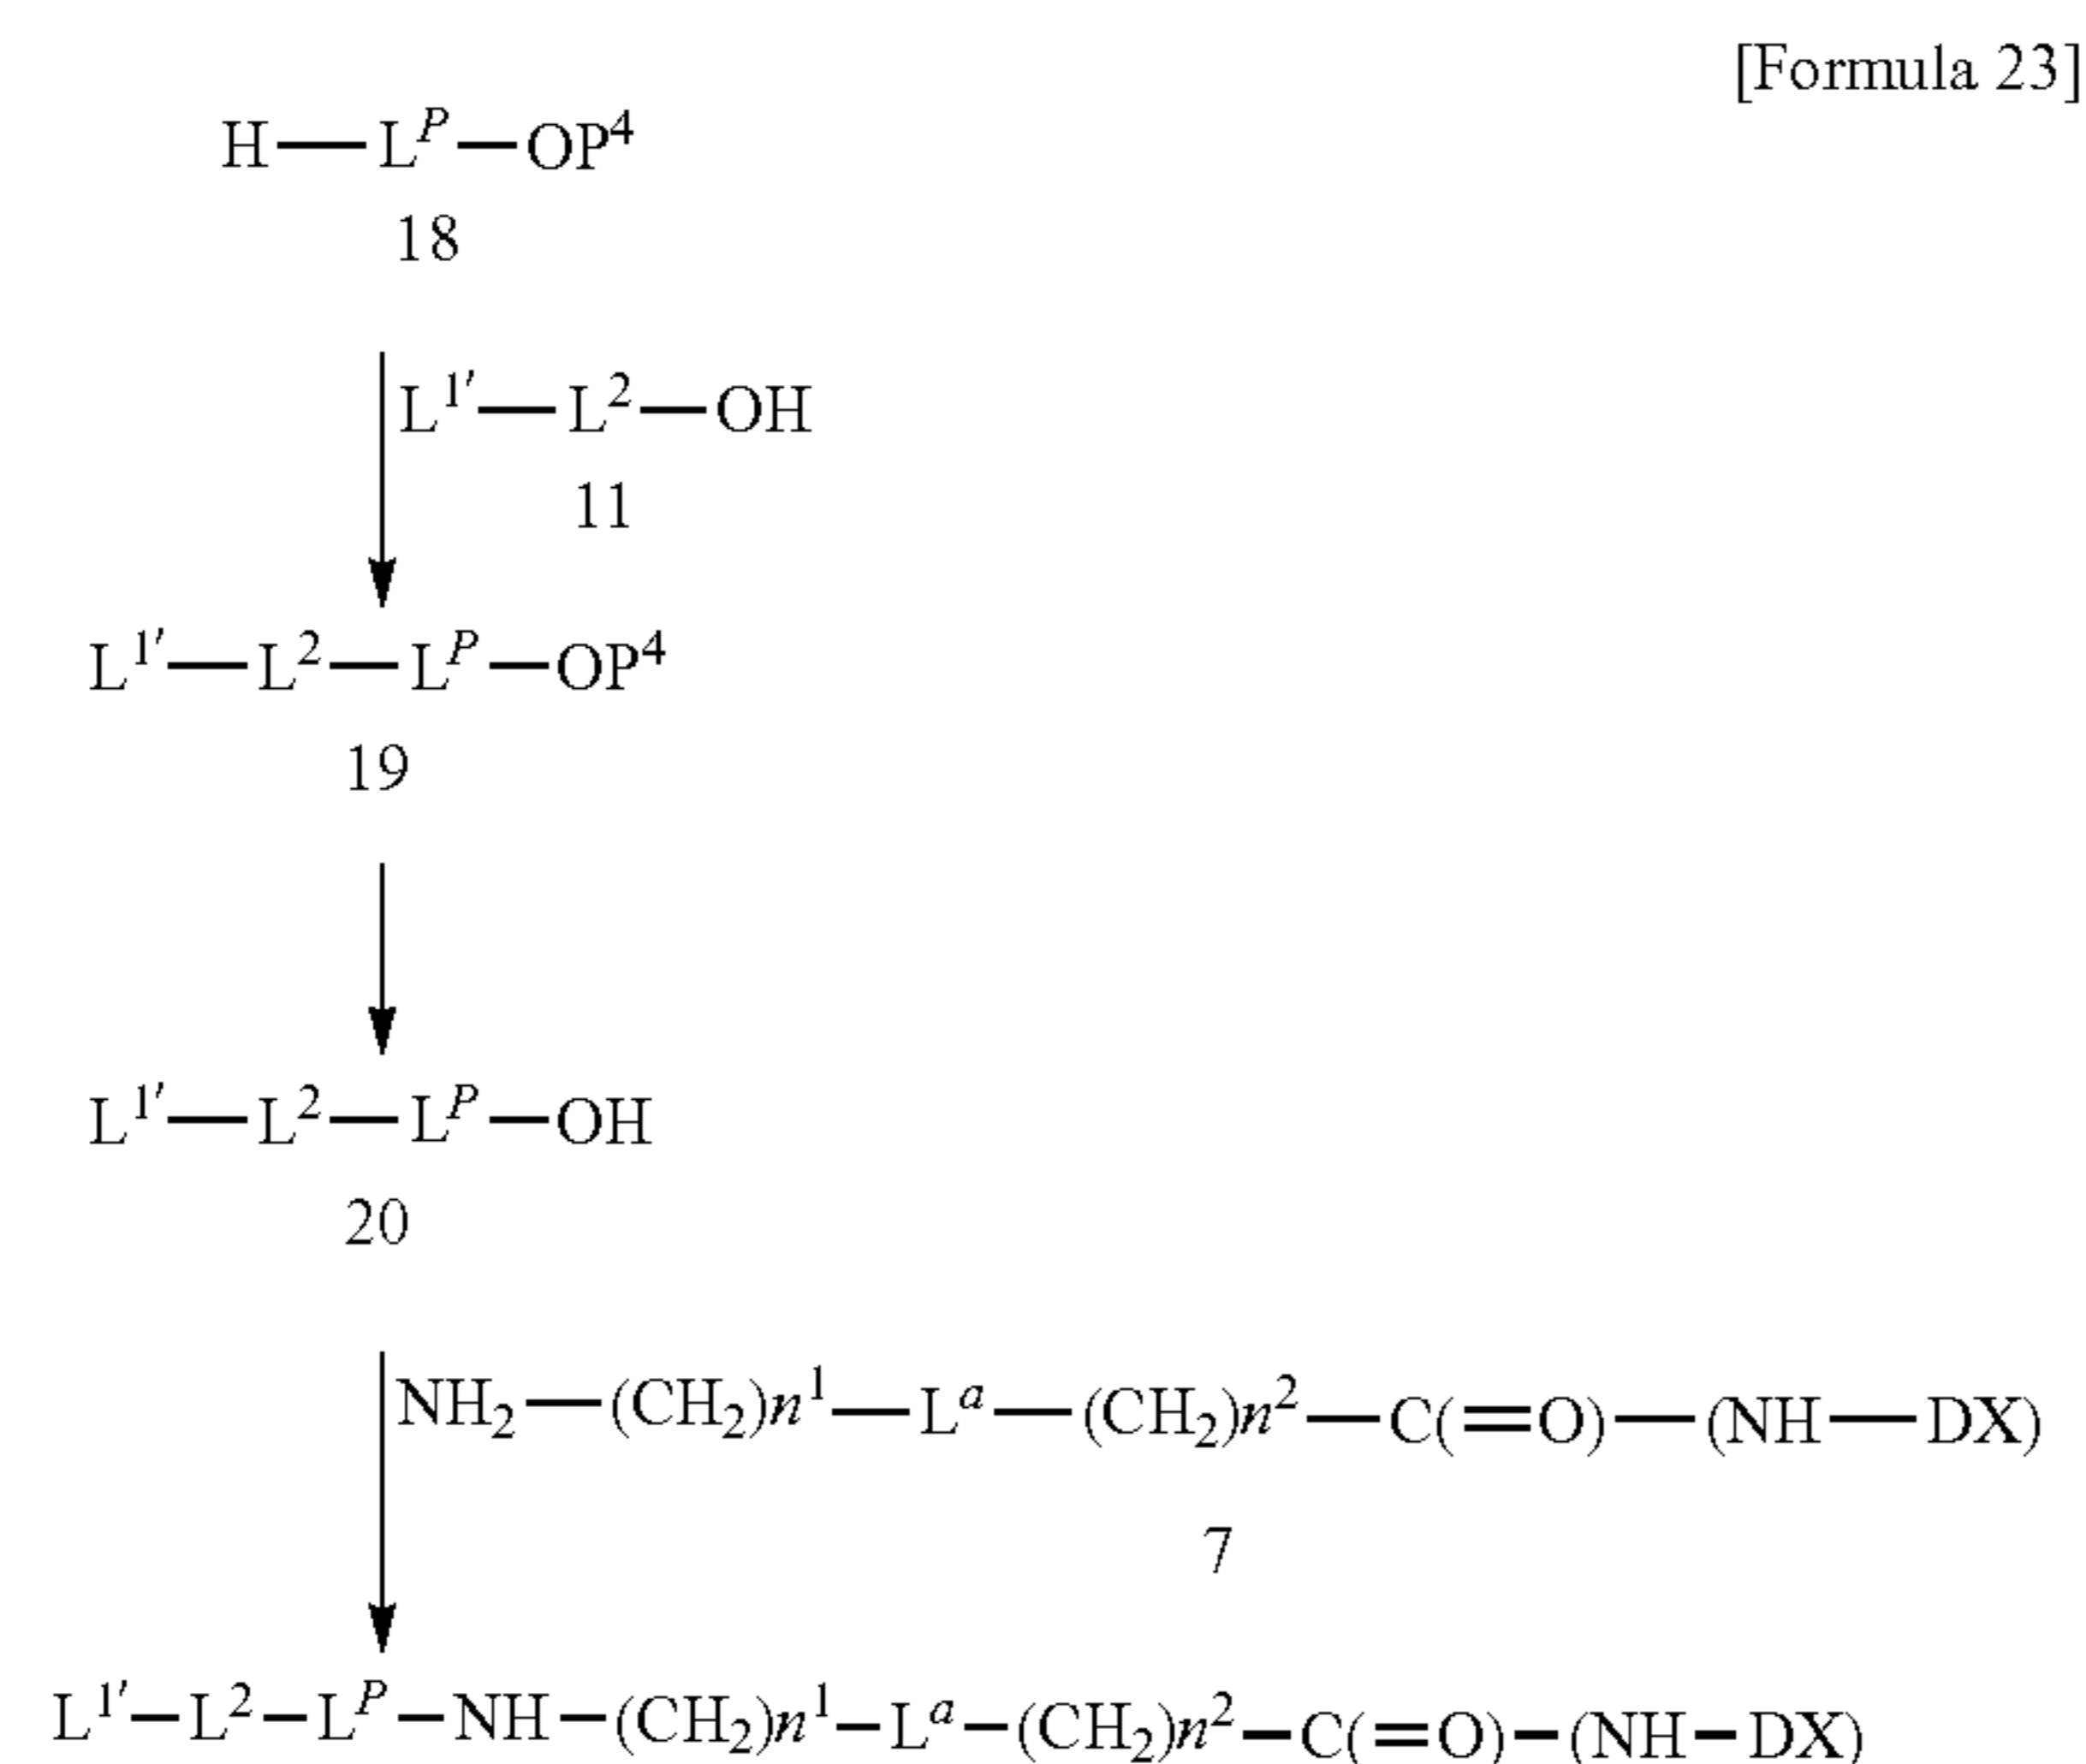 [Formula 23]
H—L^P—OP^4
18
L^1′—L^2—OH
11
L^1′—L^2—L^P—OP^4
19
L^1′—L^2—L^P—OH
20
NH_2—(CH_2)n^1—L^a—(CH_2)n^2—C(=O)—(NH—DX)
7
L^1′—L^2—L^P—NH—(CH_2)n^1—L^a—(CH_2)n^2—C(=O)—(NH—DX)